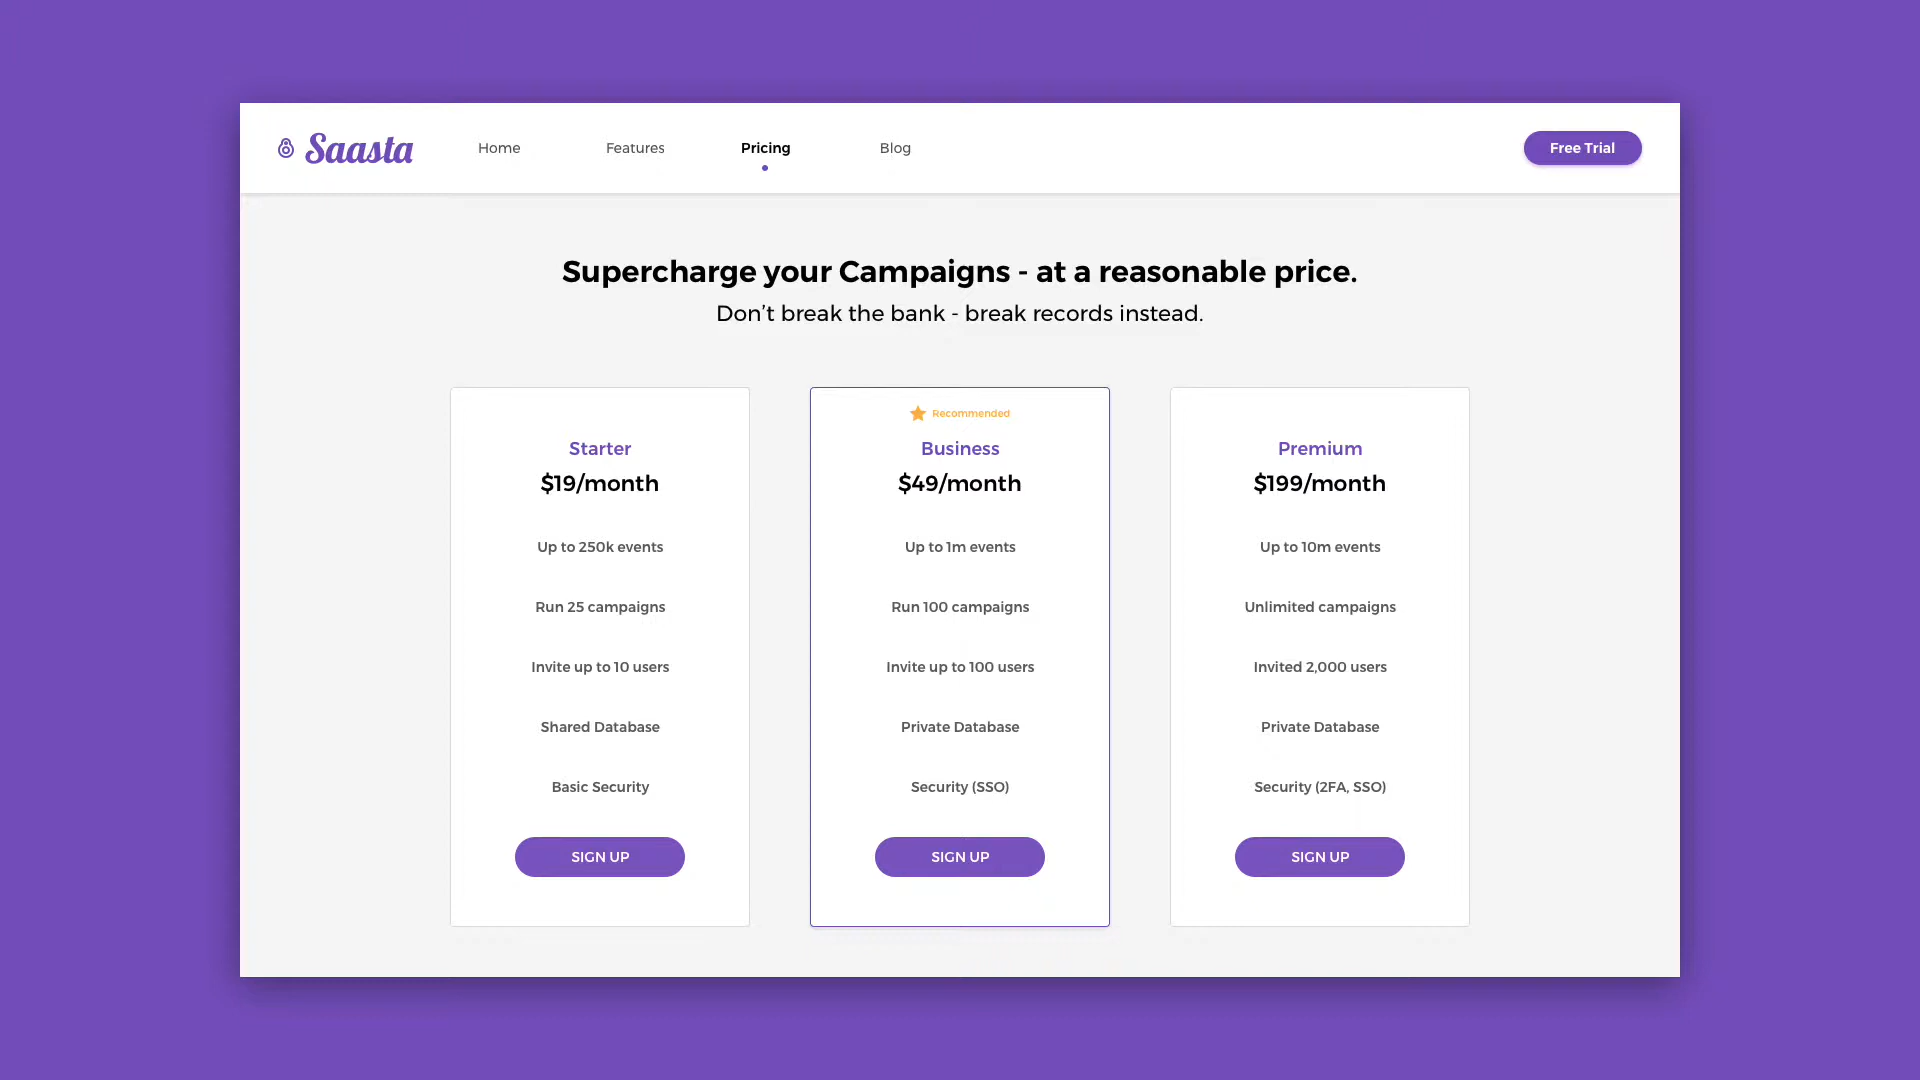 Saasta
Home
Features
Pricing
Blog
Free Trial
Supercharge your Campaigns - at a reasonable price.
Don't break the bank - break records instead.
Starter
$19/month
Up to 250k events
Run 25 campaigns
Invite up to 10 users
Shared Database
Basic Security
SIGN UP
Recommended
Business
$49/month
Up to 1m events
Run 100 campaigns
Invite up to 100 users
Private Database
Security (SSO)
SIGN UP
Premium
$199/month
Up to 10m events
Unlimited campaigns
Invited 2,000 users
Private Database
Security (2FA, SSO)
SIGN UP